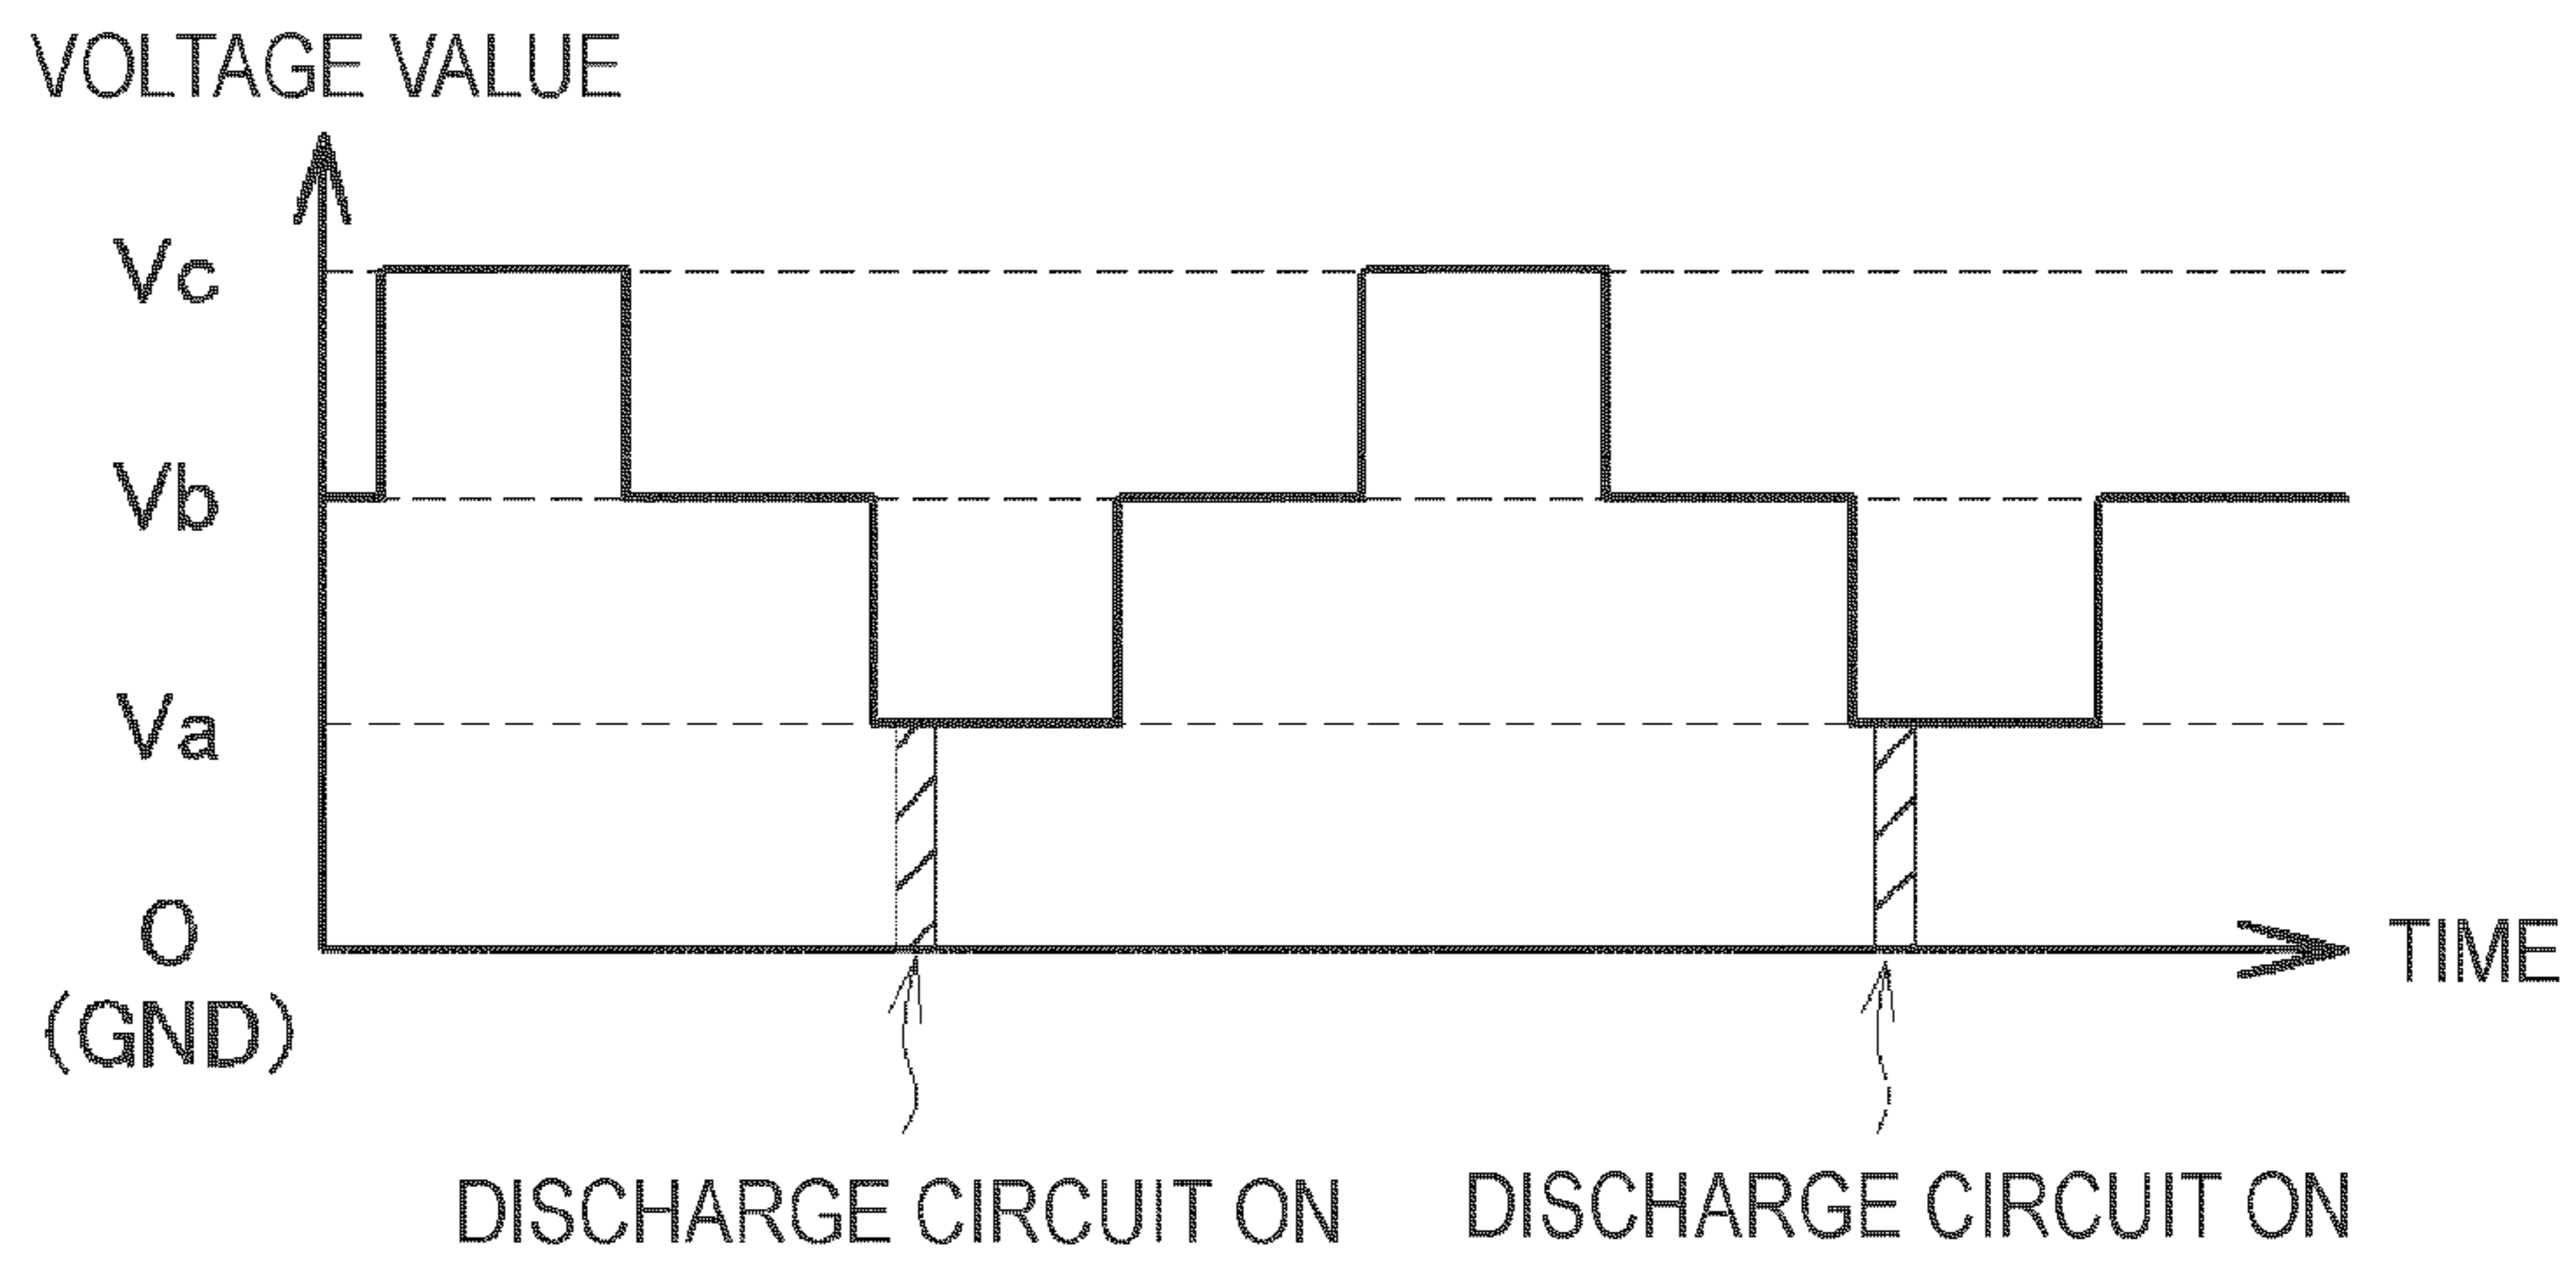 VOLTAGE VALUE
Vc
Vb
Va
0
(GND)
TIME
DISCHARGE CIRCUIT ON
DISCHARGE CIRCUIT ON